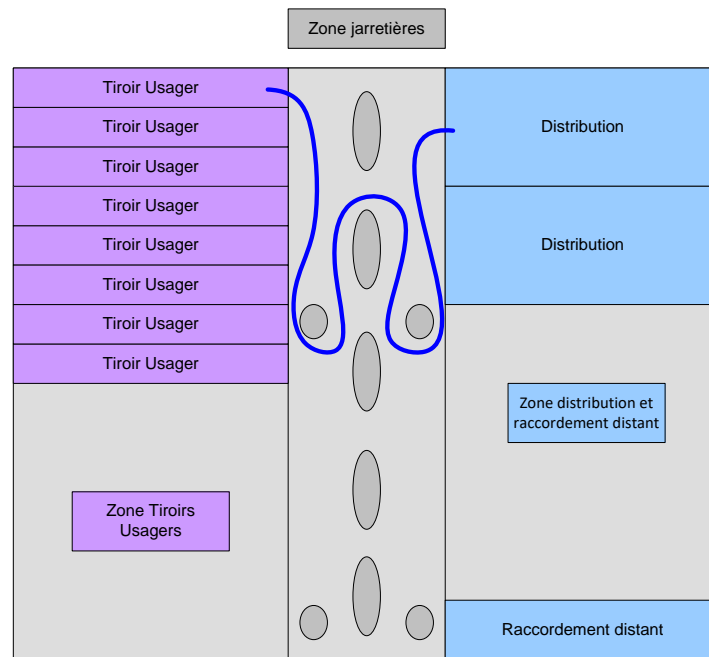 Zone jarretières
Tiroir Usager
Tiroir Usager
Tiroir Usager
Tiroir Usager
Tiroir Usager
Tiroir Usager
Tiroir Usager
Tiroir Usager
Zone Tiroirs
Usagers
Distribution
Distribution
Zone distribution et
raccordement distant
Raccordement distant